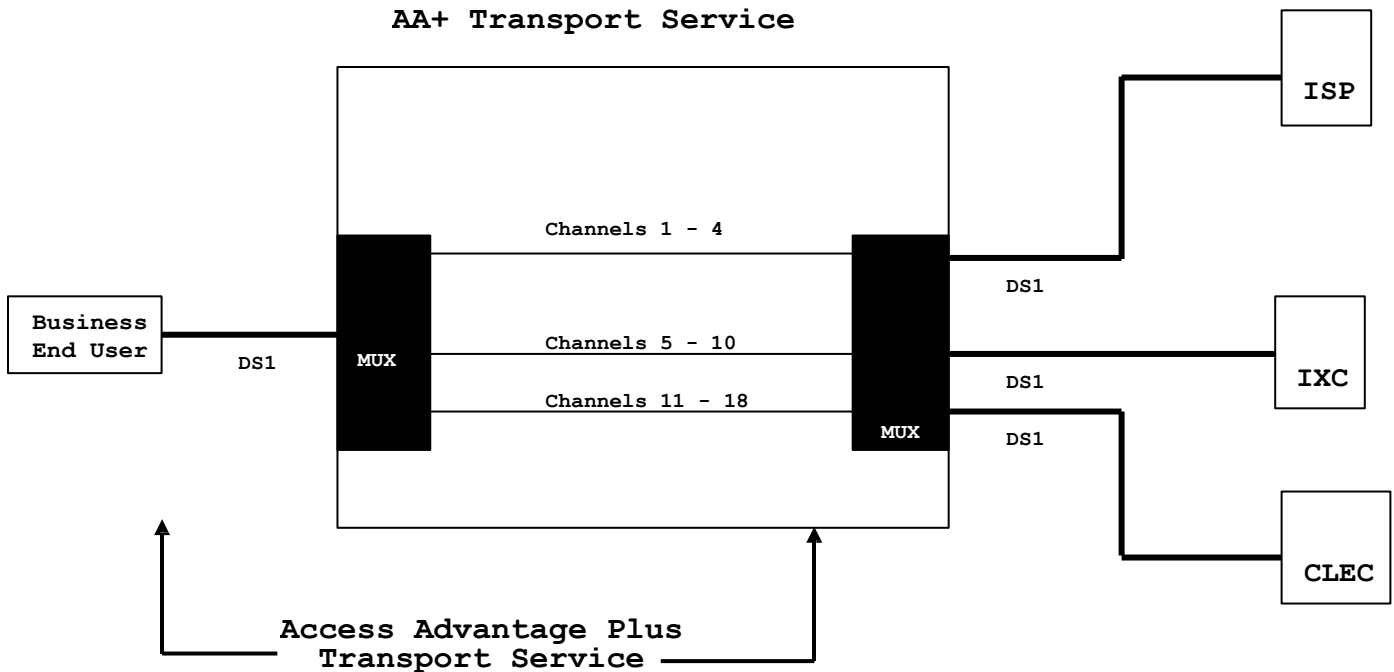 AA+ Transport Service
ISP
Channels 1 - 4
DS1
Business
End User
DS1
MUX
Channels 5 - 10
DS1
IXC
Channels 11 - 18
MUX
DS1
CLEC
Access Advantage Plus
Transport Service